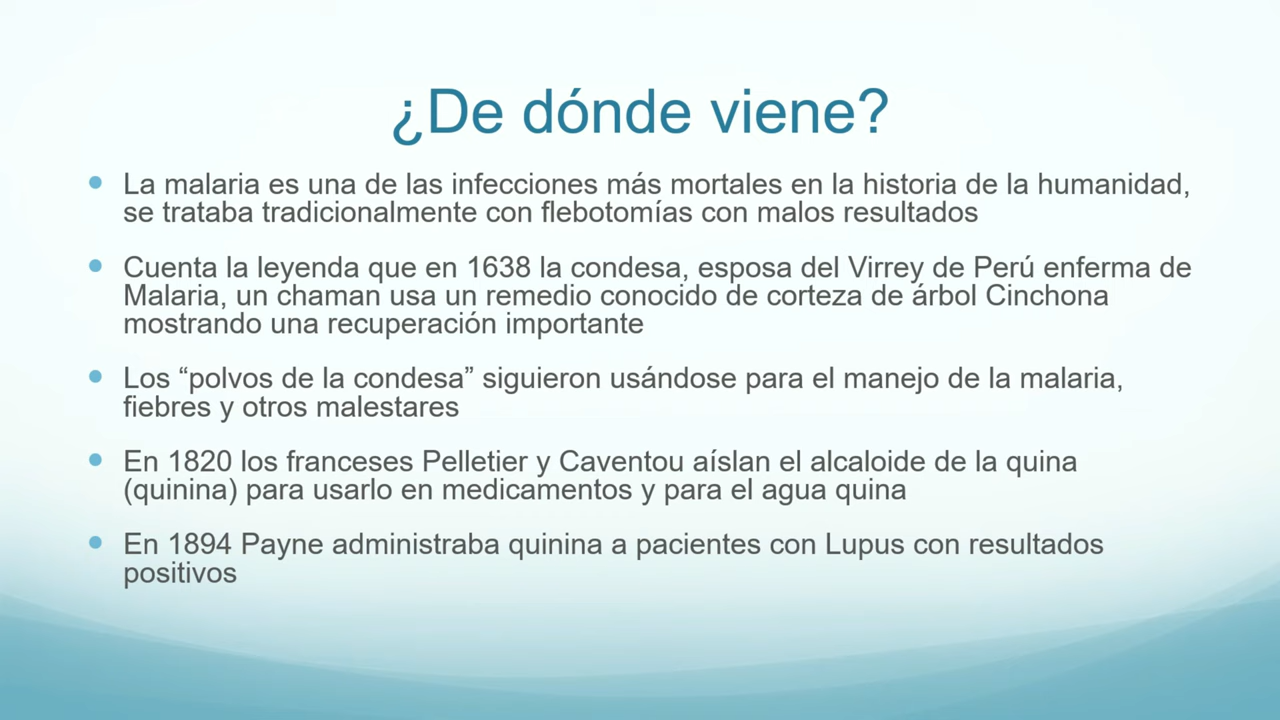 ¿De dónde viene?
La malaria es una de las infecciones más mortales en la historia de la humanidad,
se trataba tradicionalmente con flebotomías con malos resultados
Cuenta la leyenda que en 1638 la condesa, esposa del Virrey de Perú enferma de
Malaria, un chaman usa un remedio conocido de corteza de árbol Cinchona
mostrando una recuperación importante
Los “polvos de la condesa” siguieron usándose para el manejo de la malaria,
fiebres y otros malestares
En 1820 los franceses Pelletier y Caventou aíslan el alcaloide de la quina
(quinina) para usarlo en medicamentos y para el agua quina
En 1894 Payne administraba quinina a pacientes con Lupus con resultados
positivos